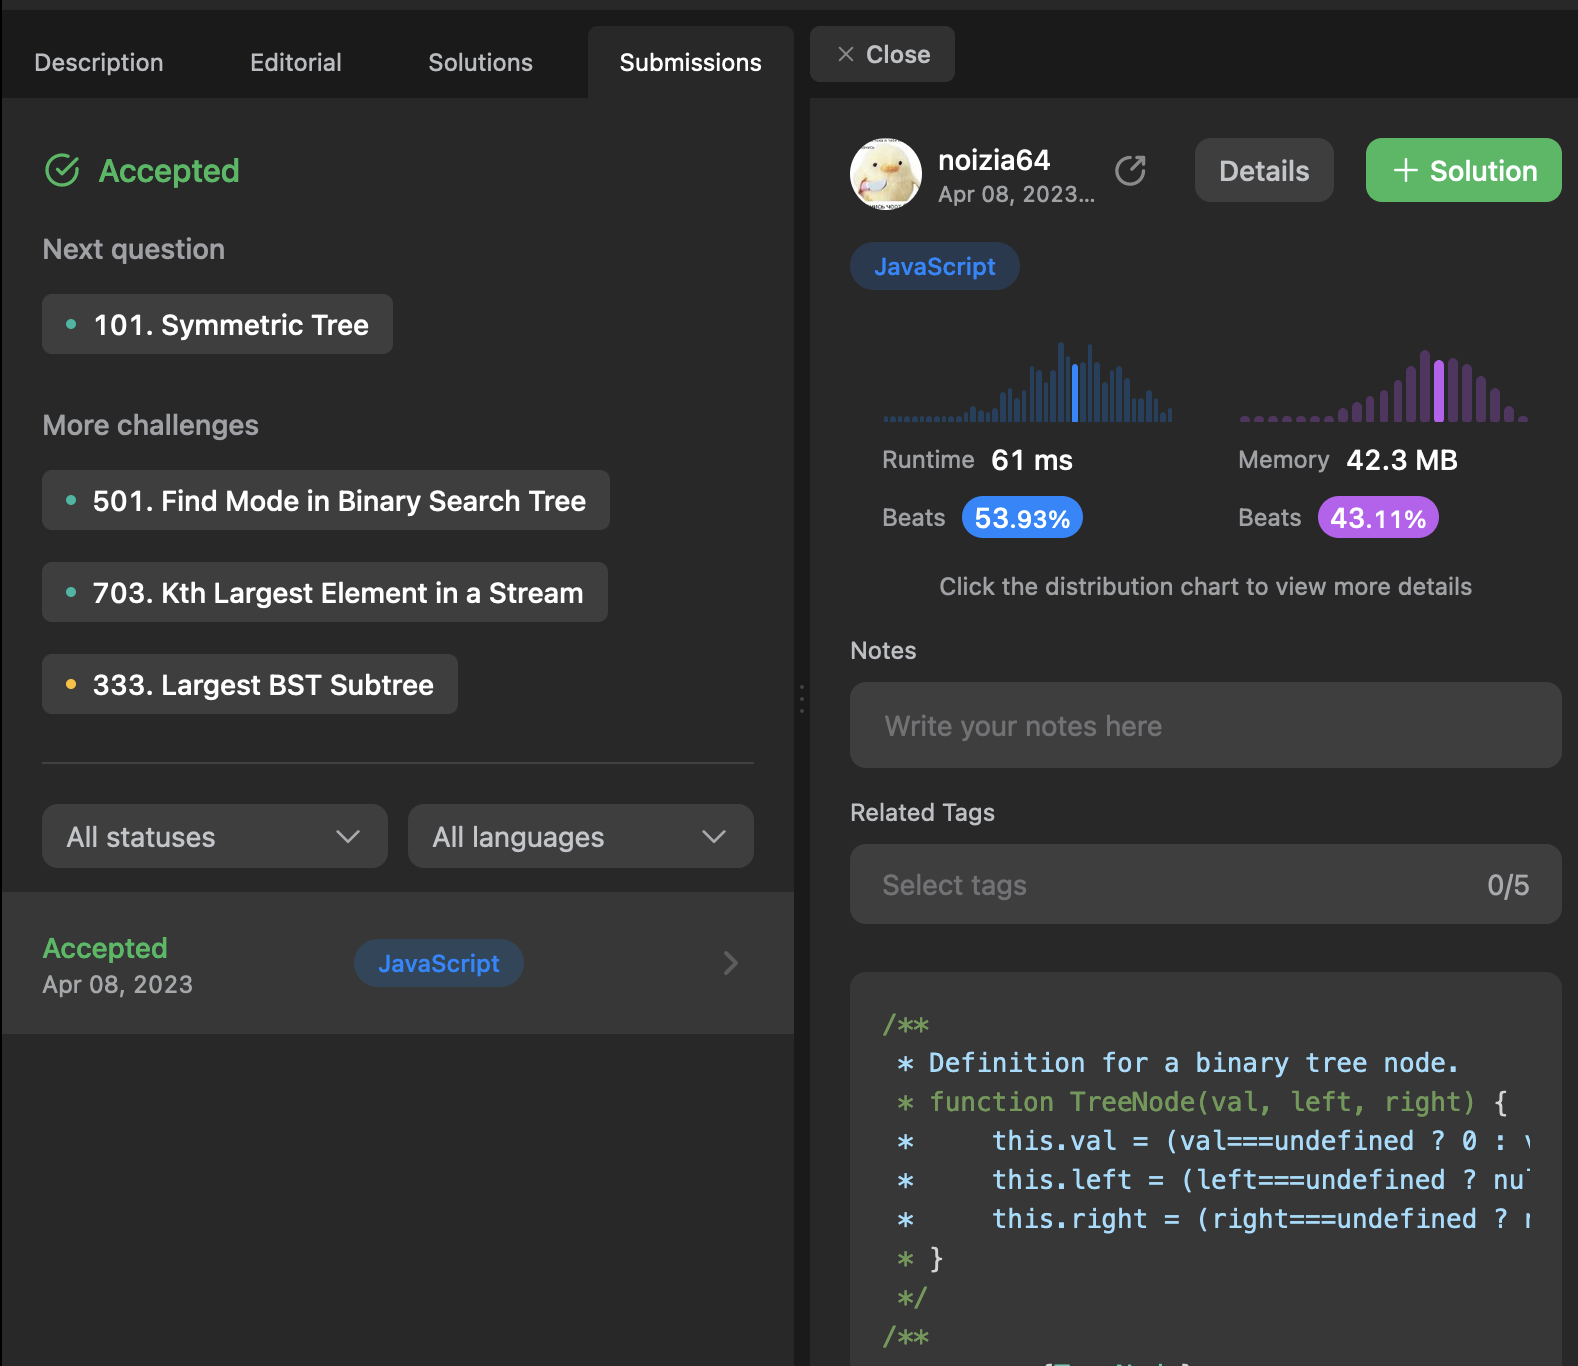 Description
Editorial
Solutions
Submissions
Accepted
Next question
101. Symmetric Tree
More challenges
501. Find Mode in Binary Search Tree
703. Kth Largest Element in a Stream
333. Largest BST Subtree
All statuses
All languages
Accepted
Apr 08, 2023
JavaScript
Close
noizia64
Apr 08, 2023...
Details
+ Solution
JavaScript
Runtime 61 ms
Beats 53.93%
Memory 42.3 MB
Beats 43.11%
Click the distribution chart to view more details
Notes
Write your notes here
Related Tags
Select tags
0/5
/**
* Definition for a binary tree node.
* function TreeNode(val, left, right) {
*     this.val = (val===undefined ? 0 :
*     this.left = (left===undefined ?
*     this.right = (right===undefined ?
* }
*/
/**